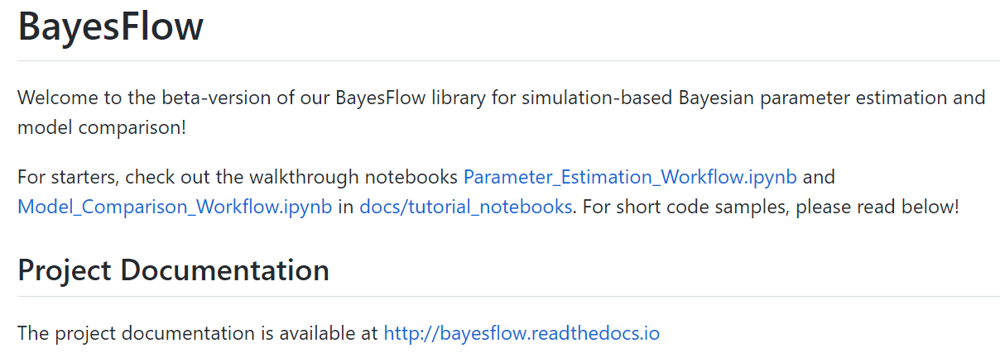 BayesFlow
Welcome to the beta-version of our BayesFlow library for simulation-based Bayesian parameter estimation and
model comparison!
For starters, check out the walkthrough notebooks Parameter_Estimation_Workflow.ipynb and
Model_Comparison_Workflow.ipynb in docs/tutorial_notebooks. For short code samples, please read below!
Project Documentation
The project documentation is available at http://bayesflow.readthedocs.io